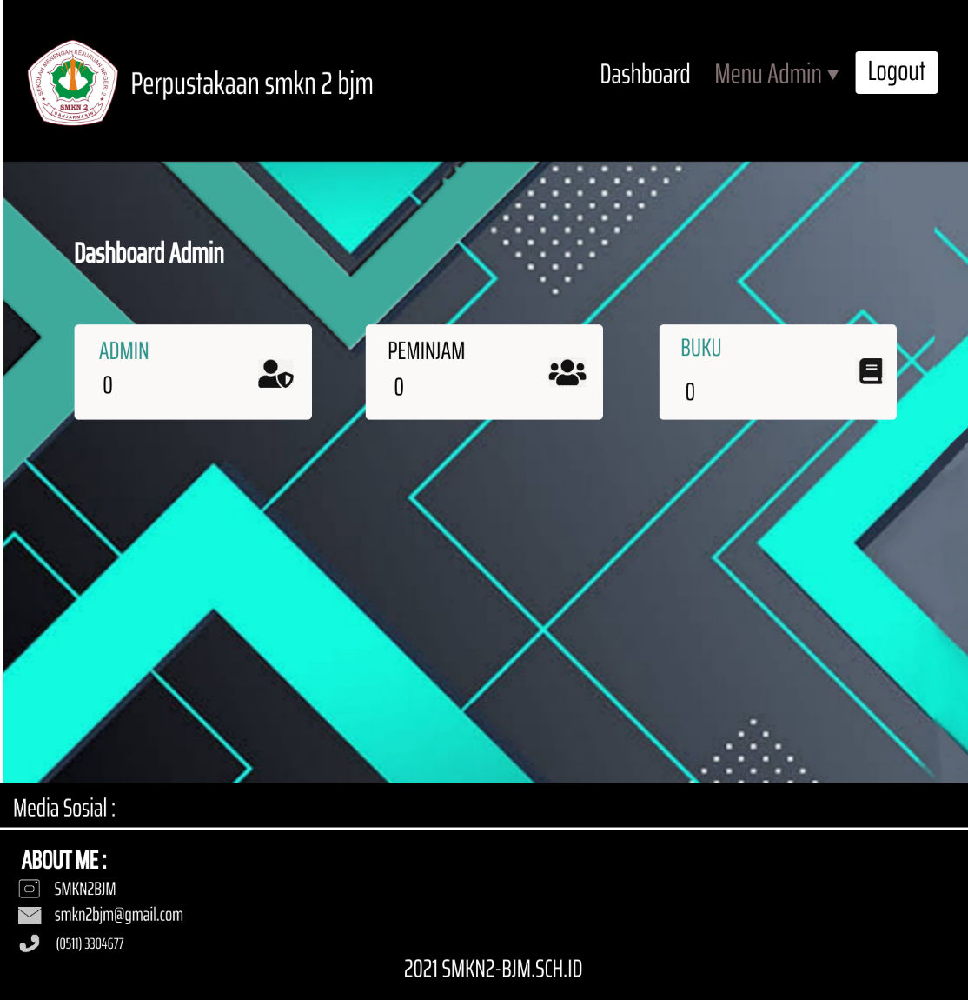 SEKOLAH MENENGAH KEJURUAN NEGERI 2
SMKN 2
BANJARMASIN
Perpustakaan smkn 2 bjm
Dashboard
Menu Admin ▾
Logout
Dashboard Admin
ADMIN
0
PEMINJAM
0
BUKU
0
Media Sosial :
ABOUT ME :
SMKN2BJM
smkn2bjm@gmail.com
(0511) 3304677
2021 SMKN2-BJM.SCH.ID